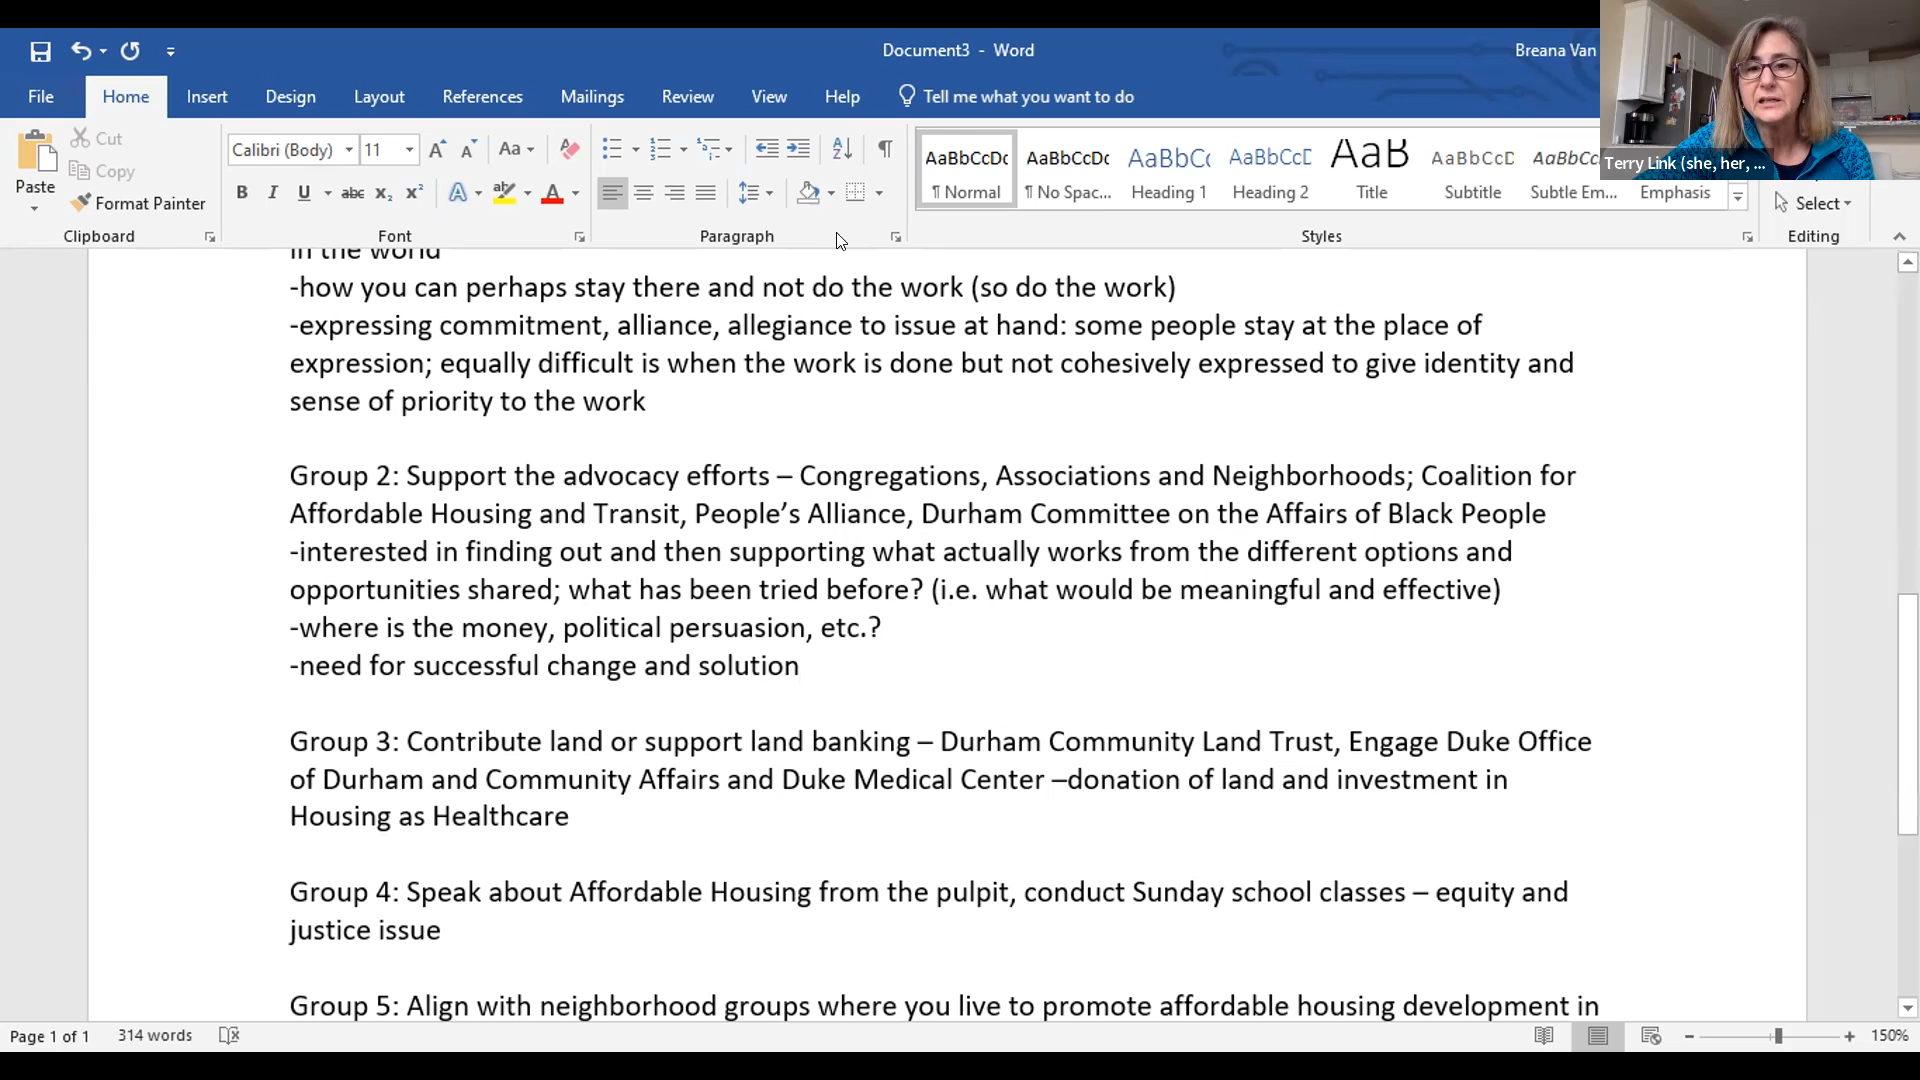 Document3 - Word
Breana Van
File Home Insert Design Layout References Mailings Review View Help Tell me what you want to do
Terry Link (she, her, ...
Paste
Cut
Copy
Format Painter
Clipboard
Calibri (Body) 11
Font
Paragraph
AaBbCcDc AaBbCcDc AaBbC( AaBbCcD AaB AaBbCcD AaBbCc
¶ Normal ¶ No Spac... Heading 1 Heading 2 Title Subtitle Subtle Em... Emphasis
Styles
Select
Editing
in the world
-how you can perhaps stay there and not do the work (so do the work)
-expressing commitment, alliance, allegiance to issue at hand: some people stay at the place of
expression; equally difficult is when the work is done but not cohesively expressed to give identity and
sense of priority to the work
Group 2: Support the advocacy efforts – Congregations, Associations and Neighborhoods; Coalition for
Affordable Housing and Transit, People’s Alliance, Durham Committee on the Affairs of Black People
-interested in finding out and then supporting what actually works from the different options and
opportunities shared; what has been tried before? (i.e. what would be meaningful and effective)
-where is the money, political persuasion, etc.?
-need for successful change and solution
Group 3: Contribute land or support land banking – Durham Community Land Trust, Engage Duke Office
of Durham and Community Affairs and Duke Medical Center –donation of land and investment in
Housing as Healthcare
Group 4: Speak about Affordable Housing from the pulpit, conduct Sunday school classes – equity and
justice issue
Group 5: Align with neighborhood groups where you live to promote affordable housing development in
Page 1 of 1 314 words 150%